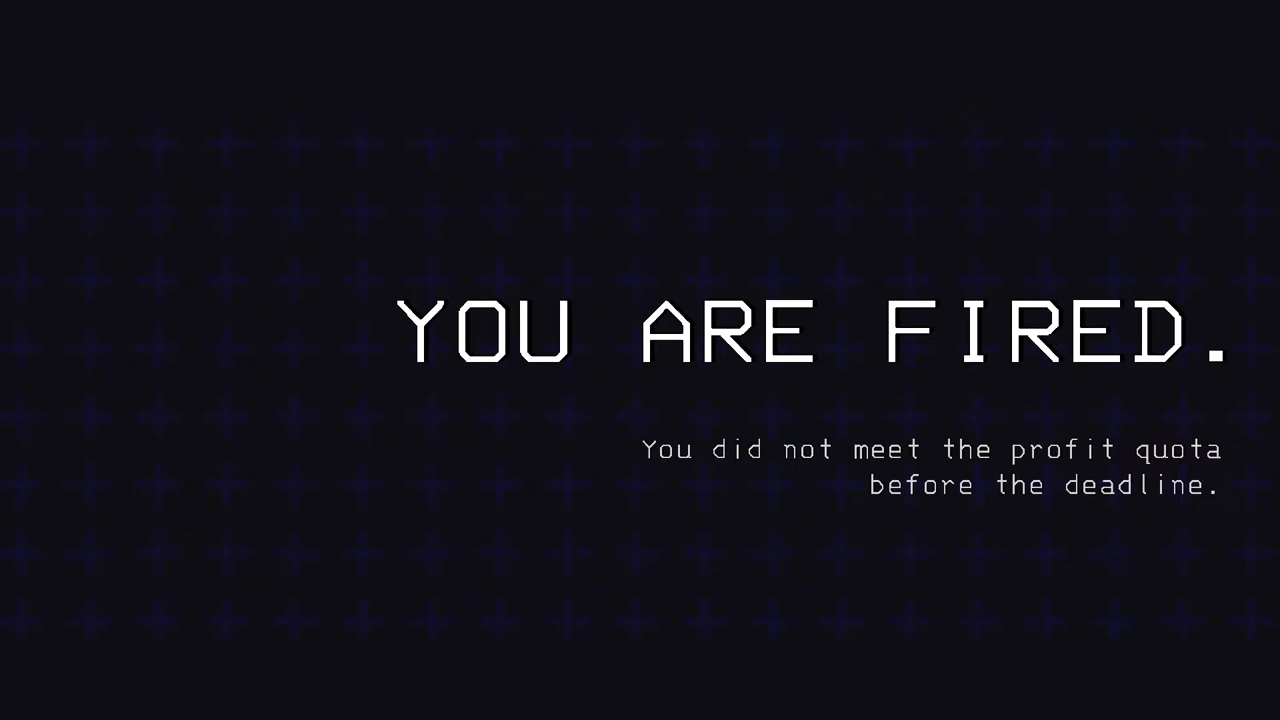 YOU ARE FIRED.
You did not meet the profit quota
before the deadline.